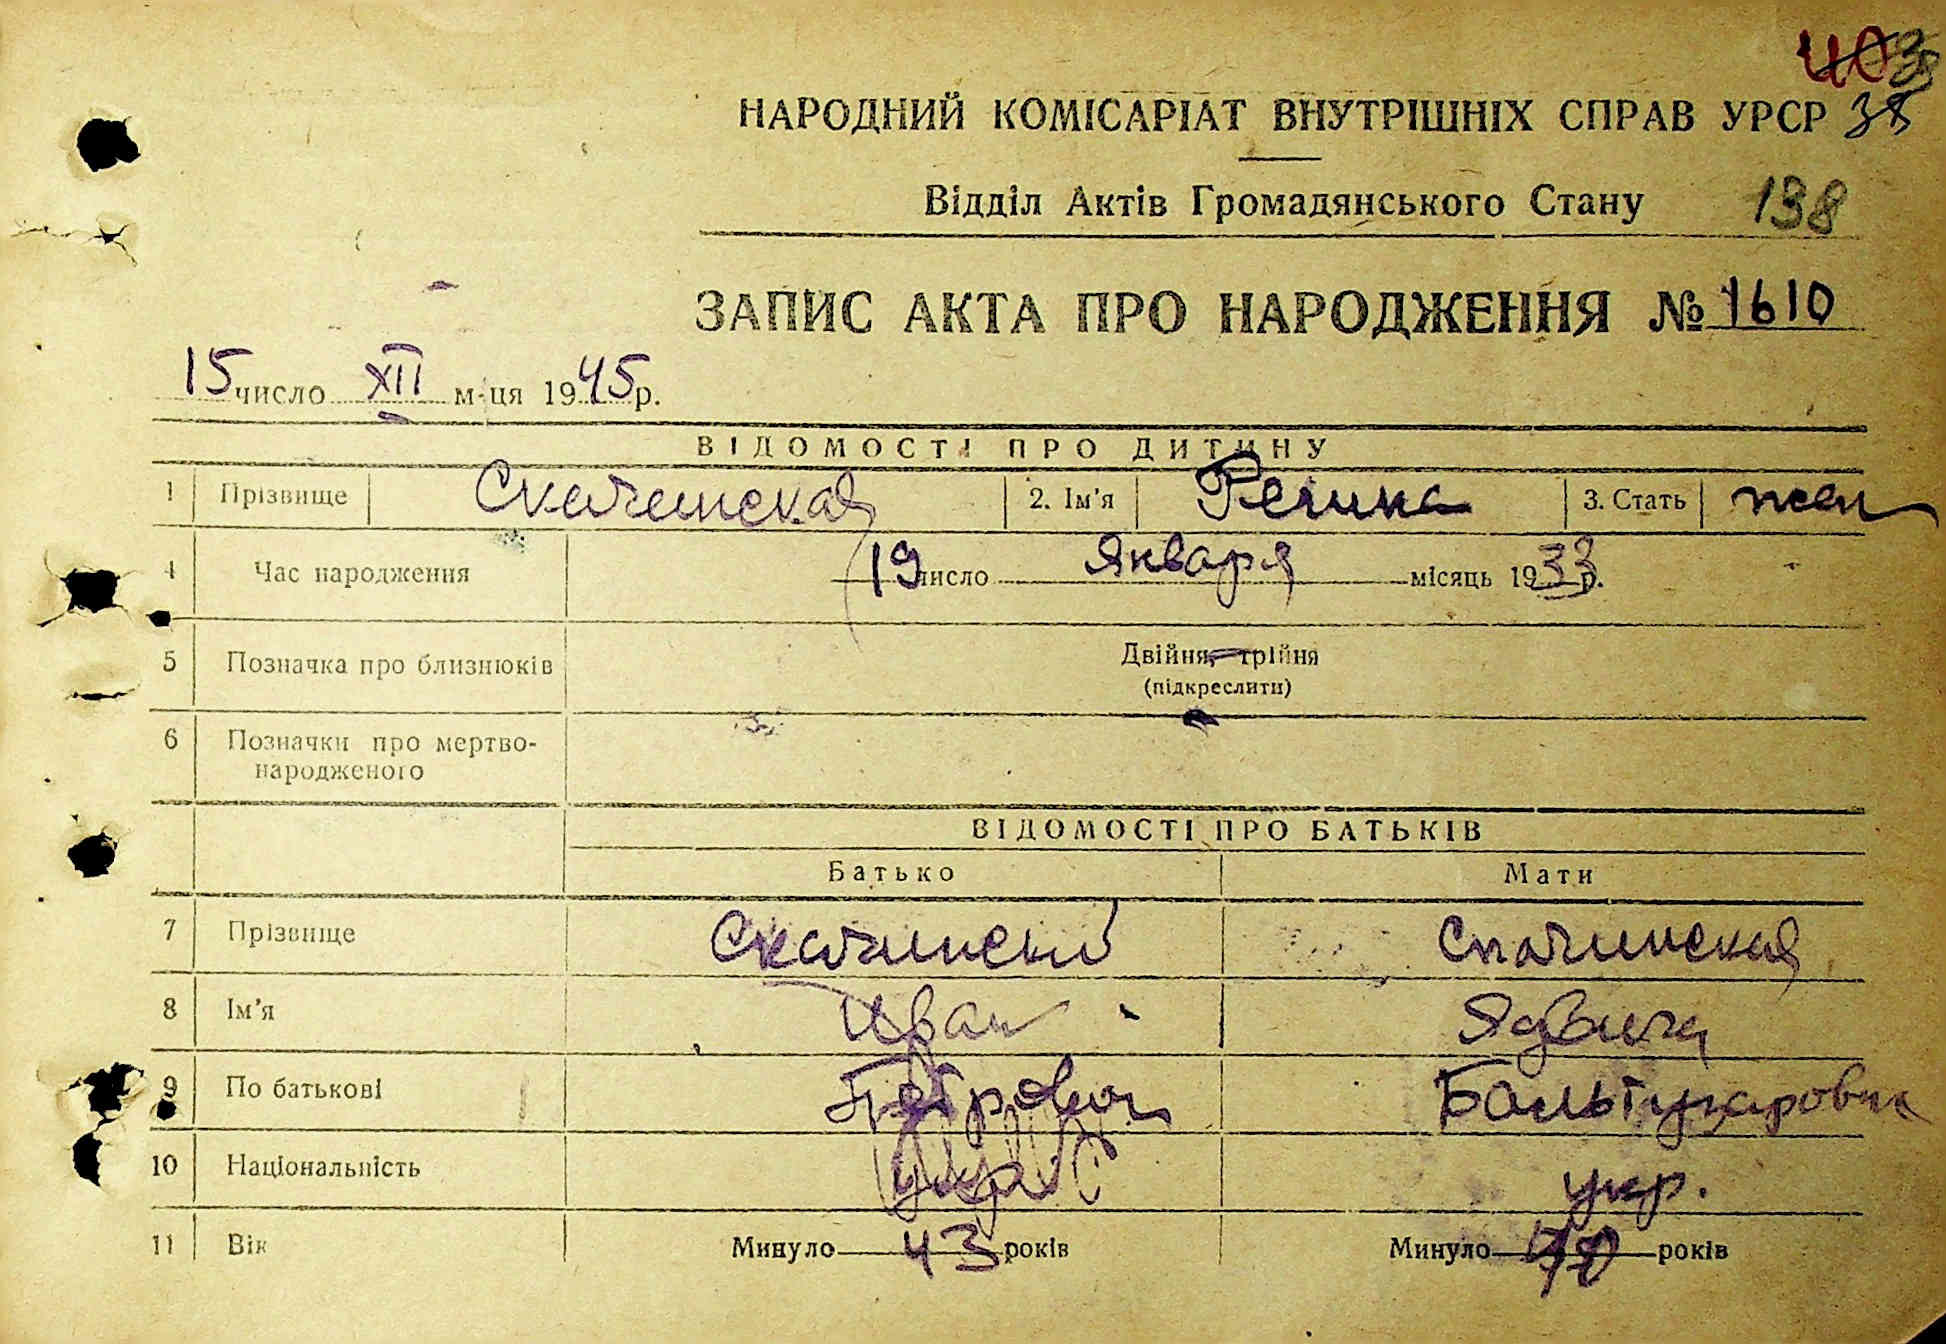 38
НАРОДНИЙ КОМІСАРІАТ ВНУТРІШНІХ СПРАВ УРСР
Відділ Актів Громадянського Стану 138
ЗАПИС АКТА ПРО НАРОДЖЕННЯ № 1610
15 число XII м-ця 1945 р.
ВІДОМОСТІ ПРО ДИТИНУ
1 Прізвище 2. Ім'я Регина 3. Стать жен
4 Час народження 19 число Января місяць 1933 р.
5 Позначка про близнюків Двійня, трійня
(підкреслити)
6 Позначки про мертво-
народженого
ВІДОМОСТІ ПРО БАТЬКІВ
Батько Мати
7 Прізвище
8 Ім'я Иван Ядвига
9 По батькові Петрович
10 Національність укр укр.
11 Вік Минуло 43 років Минуло років